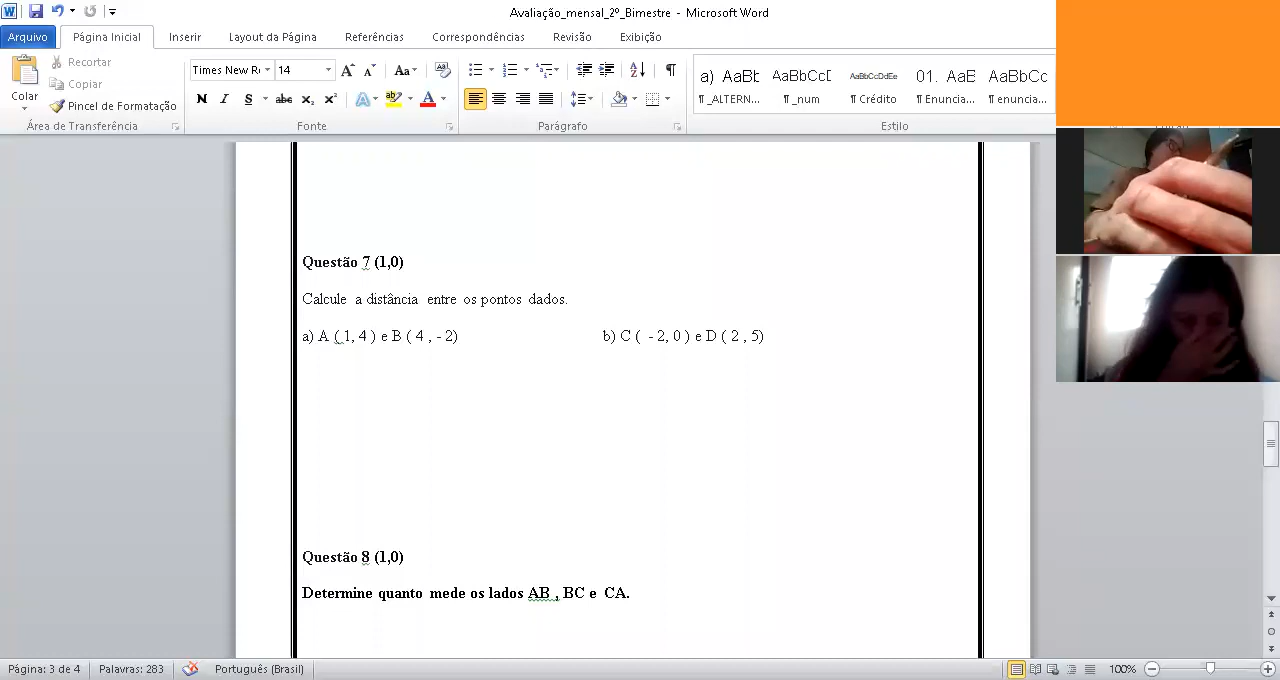 Avaliação_mensal_2º_Bimestre - Microsoft Word
Arquivo Página Inicial Inserir Layout da Página Referências Correspondências Revisão Exibição
Colar
Recortar
Copiar
Pincel de Formatação
Área de Transferência
Times New R 14
N I S abc x₂ x²
Fonte
Parágrafo
a) AaBb AaBbCcD AaBbCcDdEe 01. AaE AaBbCc
¶ _ALTERN... ¶ _num ¶ Crédito ¶ Enuncia... ¶ enuncia...
Estilo
Questão 7 (1,0)
Calcule a distância entre os pontos dados.
a) A ( 1, 4 ) e B ( 4 , - 2) b) C ( - 2, 0 ) e D ( 2 , 5)
Questão 8 (1,0)
Determine quanto mede os lados AB , BC e CA.
Página: 3 de 4 Palavras: 283 Português (Brasil) 100%